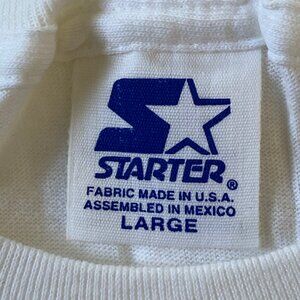 STARTER®
FABRIC MADE IN U.S.A.
ASSEMBLED IN MEXICO
LARGE